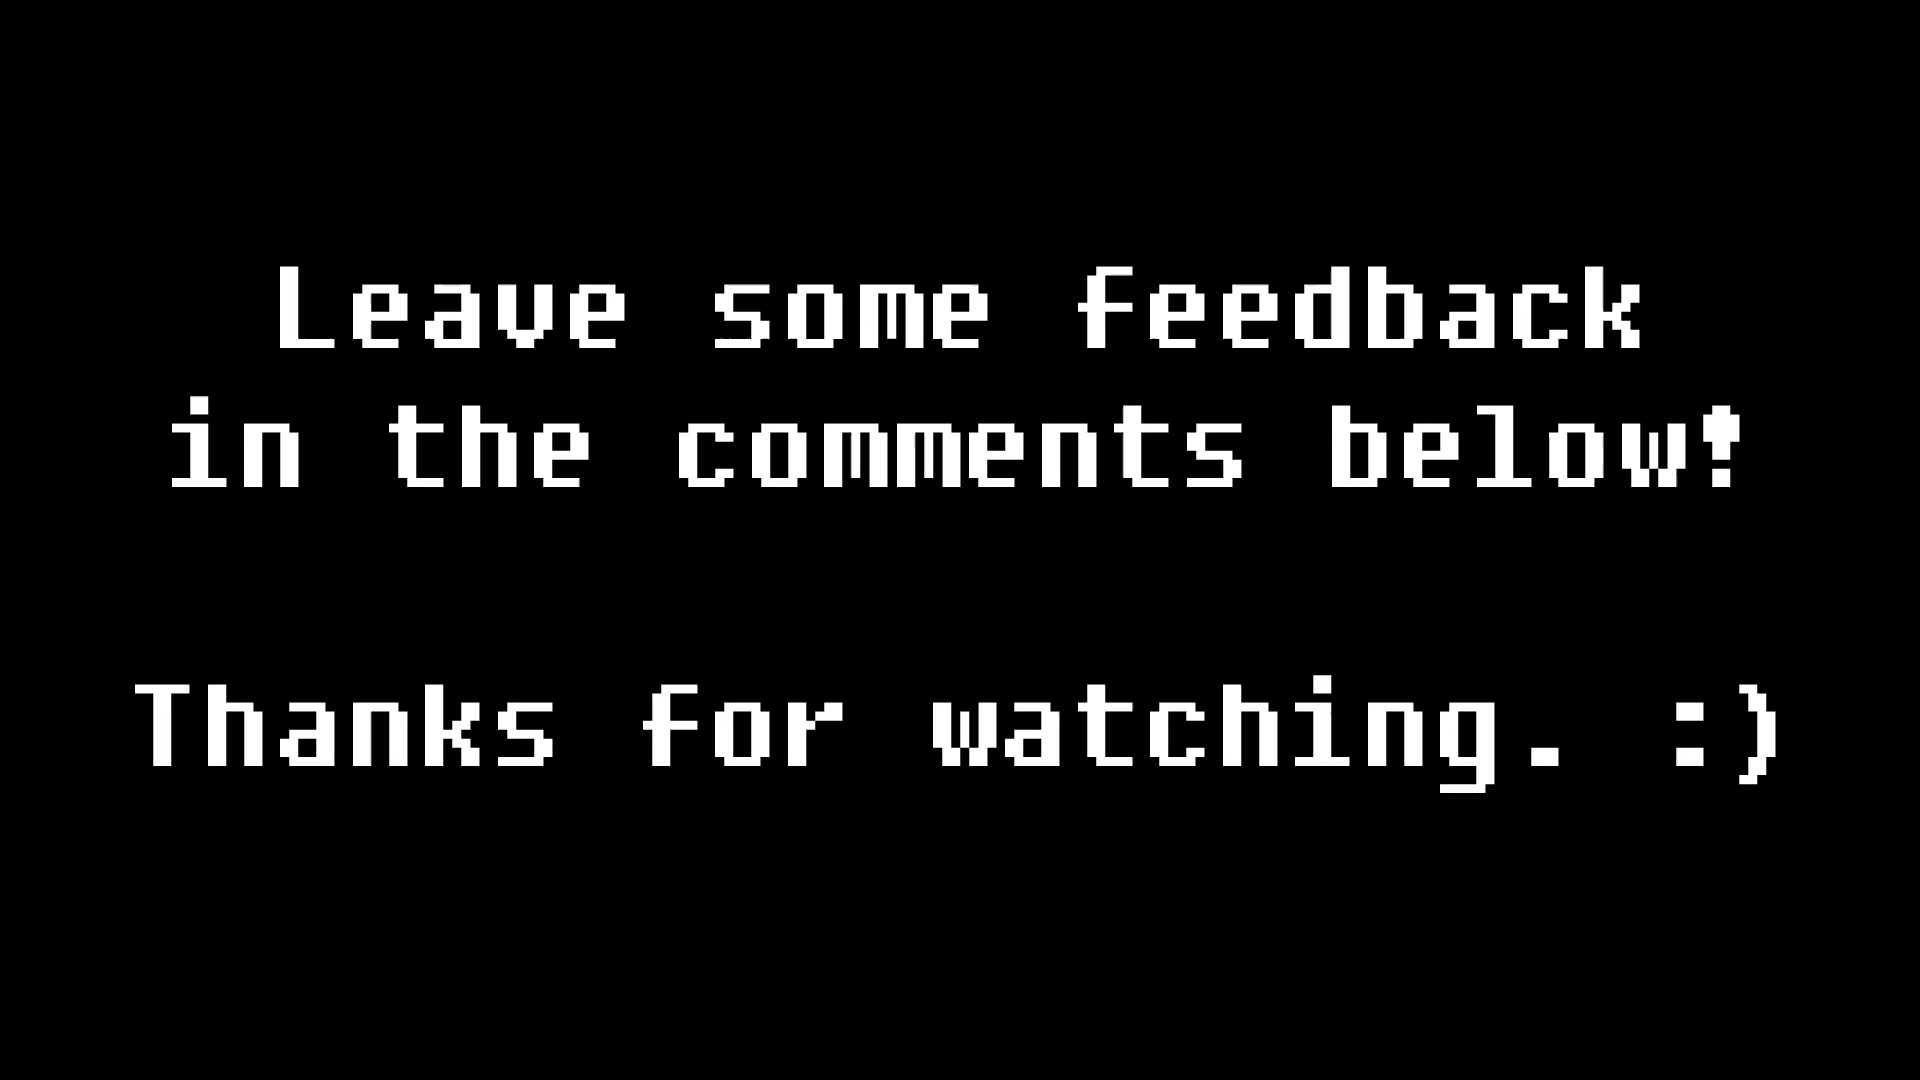 Leave some feedback
in the comments below!
Thanks for watching. :)